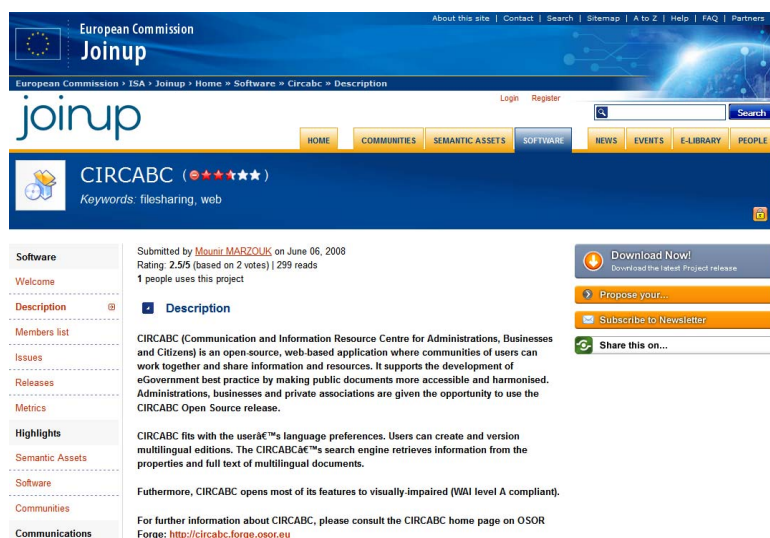 About this site | Contact | Search | Sitemap | A to Z | Help | FAQ | Partners
European Commission
Joinup
European Commission › ISA › Joinup › Home » Software » Circabc » Description
joinup
Login Register
Search
HOME COMMUNITIES SEMANTIC ASSETS SOFTWARE NEWS EVENTS E-LIBRARY PEOPLE
CIRCABC ( )
Keywords: filesharing, web
Software
Welcome
Description
Members list
Issues
Releases
Metrics
Highlights
Semantic Assets
Software
Communities
Communications
Submitted by Mounir MARZOUK on June 06, 2008
Rating: 2.5/5 (based on 2 votes) | 299 reads
1 people uses this project
Description
CIRCABC (Communication and Information Resource Centre for Administrations, Businesses
and Citizens) is an open-source, web-based application where communities of users can
work together and share information and resources. It supports the development of
eGovernment best practice by making public documents more accessible and harmonised.
Administrations, businesses and private associations are given the opportunity to use the
CIRCABC Open Source release.
CIRCABC fits with the userâ€™s language preferences. Users can create and version
multilingual editions. The CIRCABCâ€™s search engine retrieves information from the
properties and full text of multilingual documents.
Futhermore, CIRCABC opens most of its features to visually-impaired (WAI level A compliant).
For further information about CIRCABC, please consult the CIRCABC home page on OSOR
Forge: http://circabc.forge.osor.eu
Download Now!
Download the latest Project release
Propose your...
Subscribe to Newsletter
Share this on...